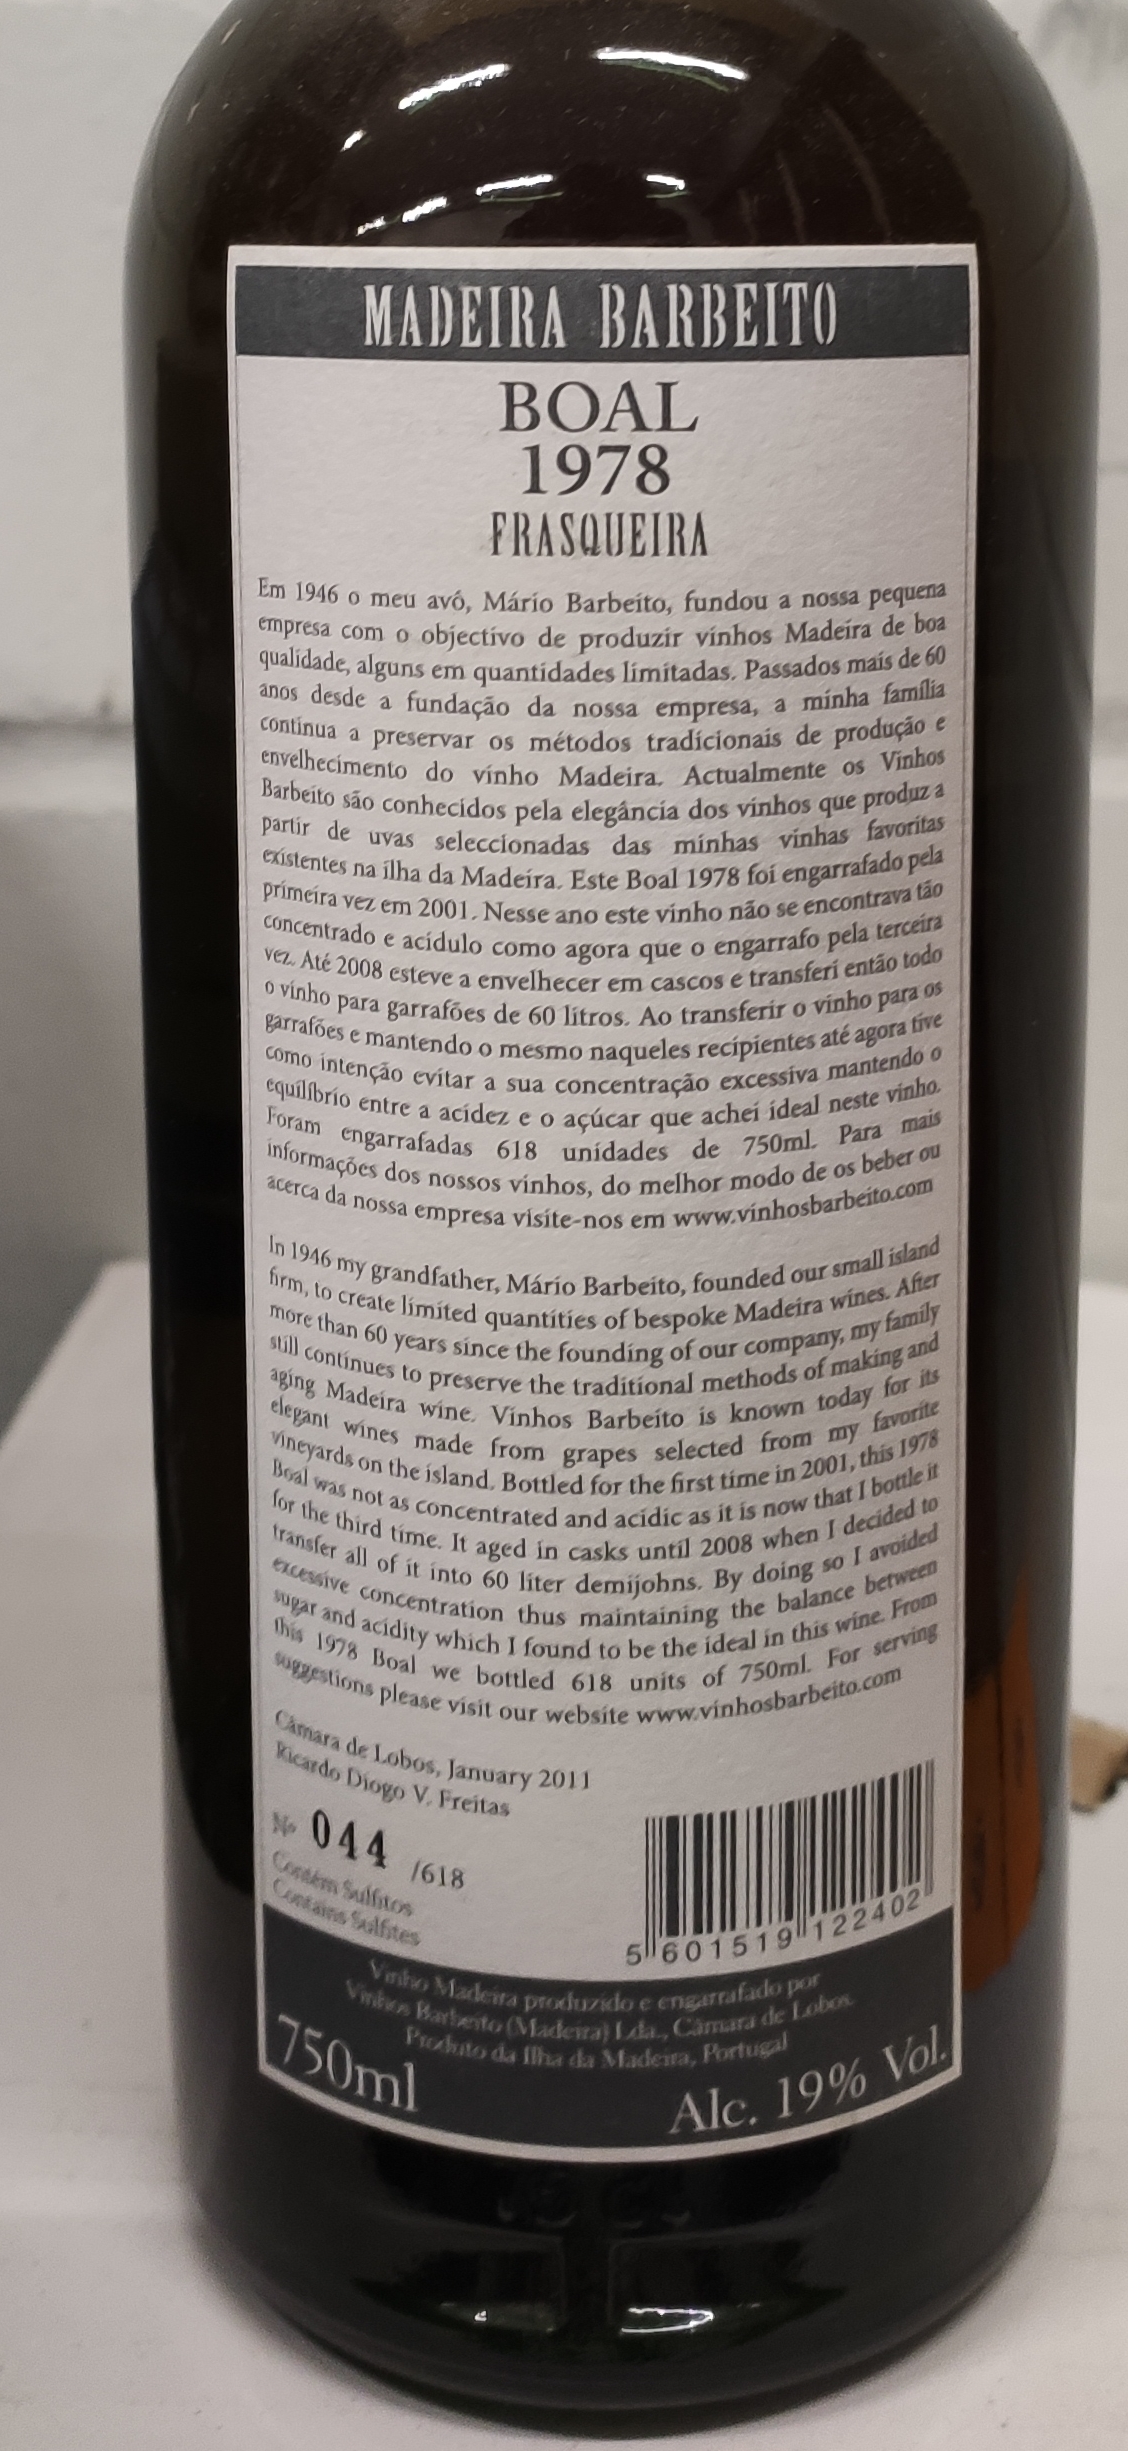 MADEIRA BARBEITO
BOAL
1978
FRASQUEIRA
Em 1946 o meu avô, Mário Barbeito, fundou a nossa pequena
empresa com o objectivo de produzir vinhos Madeira de boa
qualidade, alguns em quantidades limitadas. Passados mais de 60
anos desde a fundação da nossa empresa, a minha família
continua a preservar os métodos tradicionais de produção e
envelhecimento do vinho Madeira. Actualmente os Vinhos
Barbeito são conhecidos pela elegância dos vinhos que produz a
partir de uvas seleccionadas das minhas vinhas favoritas
existentes na ilha da Madeira. Este Boal 1978 foi engarrafado pela
primeira vez em 2001. Nesse ano este vinho não se encontrava tão
concentrado e acídulo como agora que o engarrafo pela terceira
vez. Até 2008 esteve a envelhecer em cascos e transferi então todo
o vinho para garrafões de 60 litros. Ao transferir o vinho para os
garrafões e mantendo o mesmo naqueles recipientes até agora tive
como intenção evitar a sua concentração excessiva mantendo o
equilíbrio entre a acidez e o açúcar que achei ideal neste vinho.
Foram engarrafadas 618 unidades de 750ml. Para mais
informações dos nossos vinhos, do melhor modo de os beber ou
acerca da nossa empresa visite-nos em www.vinhosbarbeito.com
In 1946 my grandfather, Mário Barbeito, founded our small island
firm, to create limited quantities of bespoke Madeira wines. After
more than 60 years since the founding of our company, my family
still continues to preserve the traditional methods of making and
aging Madeira wine. Vinhos Barbeito is known today for its
elegant wines made from grapes selected from my favorite
vineyards on the island. Bottled for the first time in 2001, this 1978
Boal was not as concentrated and acidic as it is now that I bottle it
for the third time. It aged in casks until 2008 when I decided to
transfer all of it into 60 liter demijohns. By doing so I avoided
excessive concentration thus maintaining the balance between
sugar and acidity which I found to be the ideal in this wine. From
this 1978 Boal we bottled 618 units of 750ml. For serving
suggestions please visit our website www.vinhosbarbeito.com
Câmara de Lobos, January 2011
Ricardo Diogo V. Freitas
Nº 044 /618
Contém Sulfitos
Contains Sulfites
5 601519 122402
Vinho Madeira produzido e engarrafado por
Vinhos Barbeito (Madeira) Lda., Câmara de Lobos.
Produto da Ilha da Madeira, Portugal
750ml
Alc. 19% Vol.